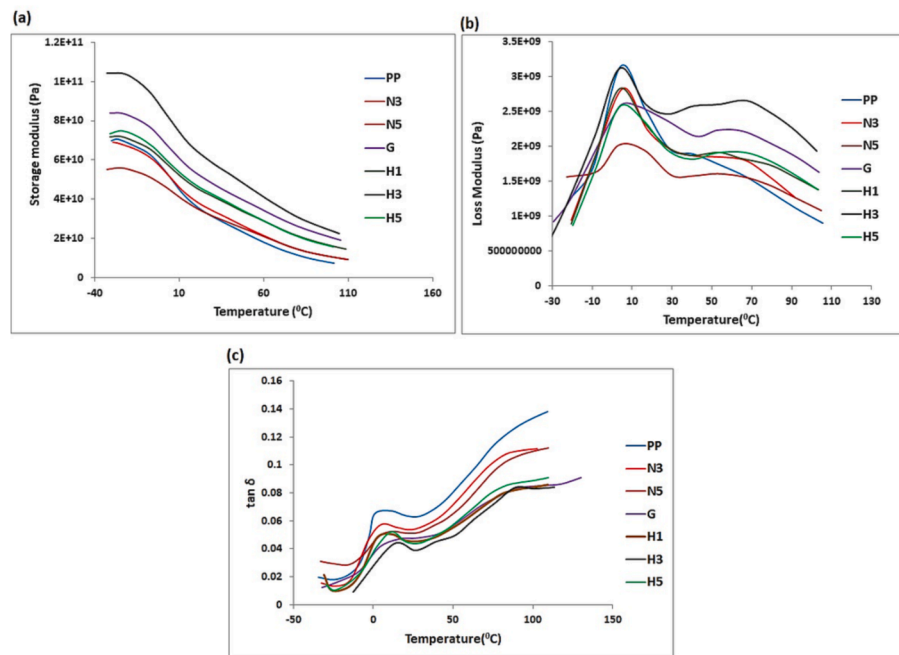 (a)
Storage modulus (Pa)
1.2E+11
1E+11
8E+10
6E+10
4E+10
2E+10
0
-40 10 60 110 160
Temperature (⁰C)
PP
N3
N5
G
H1
H3
H5
(b)
Loss Modulus (Pa)
3.5E+09
3E+09
2.5E+09
2E+09
1.5E+09
1E+09
500000000
0
-30 -10 10 30 50 70 90 110 130
Temperature(⁰C)
PP
N3
N5
G
H1
H3
H5
(c)
tan δ
0.16
0.14
0.12
0.1
0.08
0.06
0.04
0.02
0
-50 0 50 100 150
Temperature(⁰C)
PP
N3
N5
G
H1
H3
H5